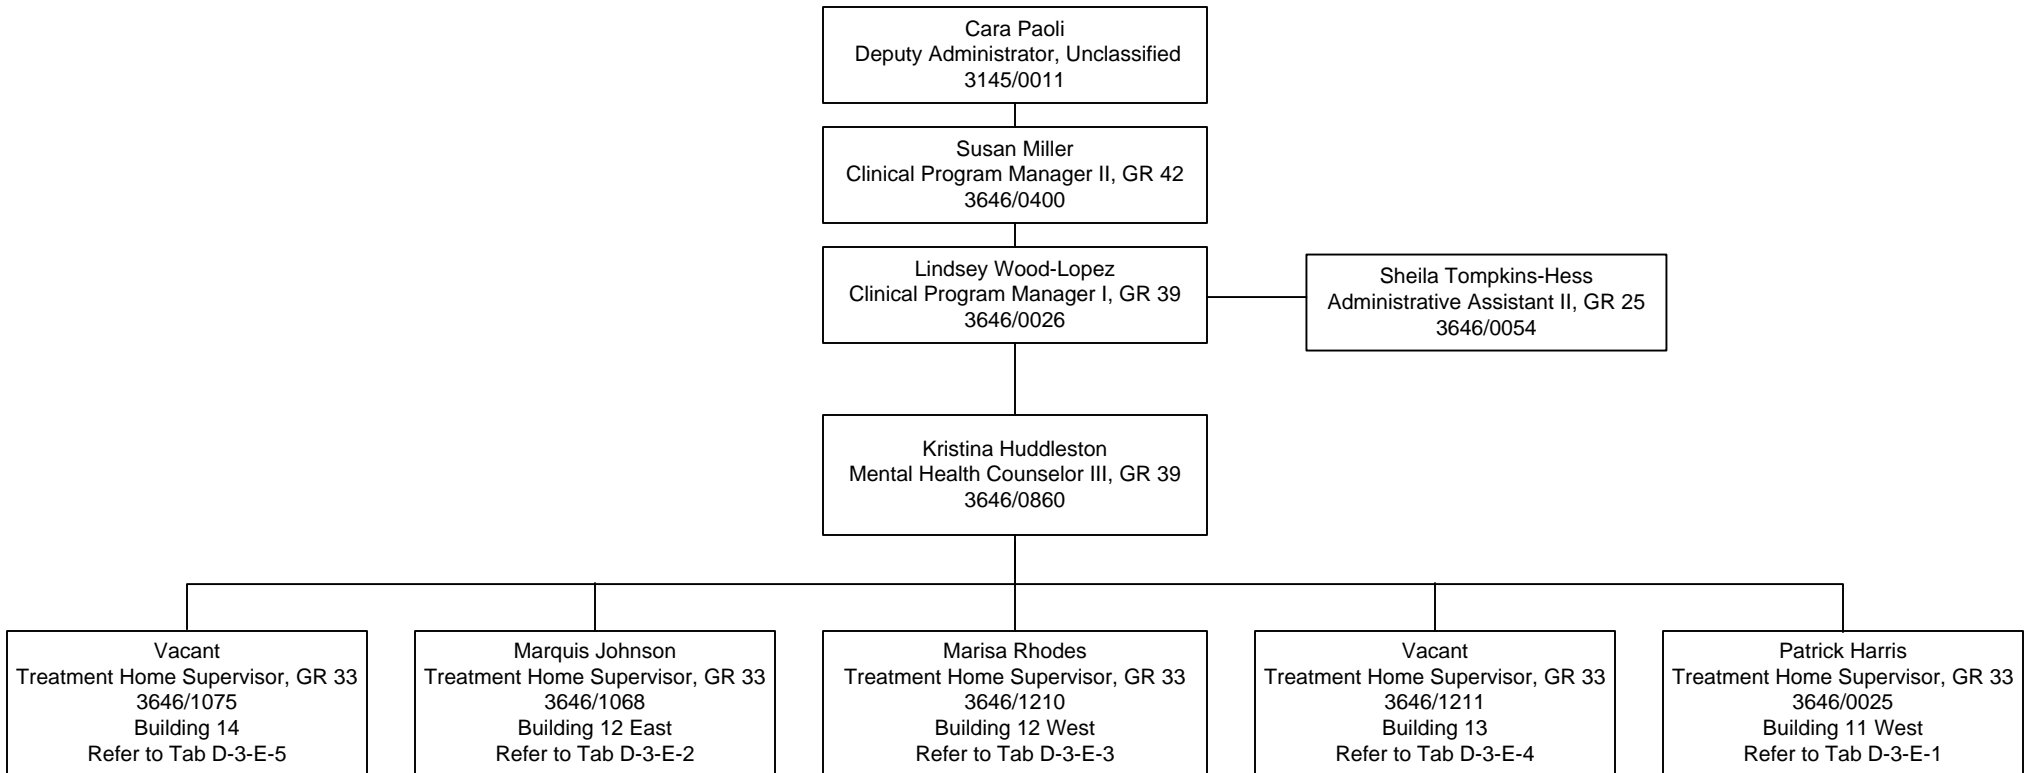 Cara Paoli
Deputy Administrator, Unclassified
3145/0011
Susan Miller
Clinical Program Manager II, GR 42
3646/0400
Lindsey Wood-Lopez
Clinical Program Manager I, GR 39
3646/0026
Sheila Tompkins-Hess
Administrative Assistant II, GR 25
3646/0054
Kristina Huddleston
Mental Health Counselor III, GR 39
3646/0860
Vacant
Treatment Home Supervisor, GR 33
3646/1075
Building 14
Refer to Tab D-3-E-5
Marquis Johnson
Treatment Home Supervisor, GR 33
3646/1068
Building 12 East
Refer to Tab D-3-E-2
Marisa Rhodes
Treatment Home Supervisor, GR 33
3646/1210
Building 12 West
Refer to Tab D-3-E-3
Vacant
Treatment Home Supervisor, GR 33
3646/1211
Building 13
Refer to Tab D-3-E-4
Patrick Harris
Treatment Home Supervisor, GR 33
3646/0025
Building 11 West
Refer to Tab D-3-E-1